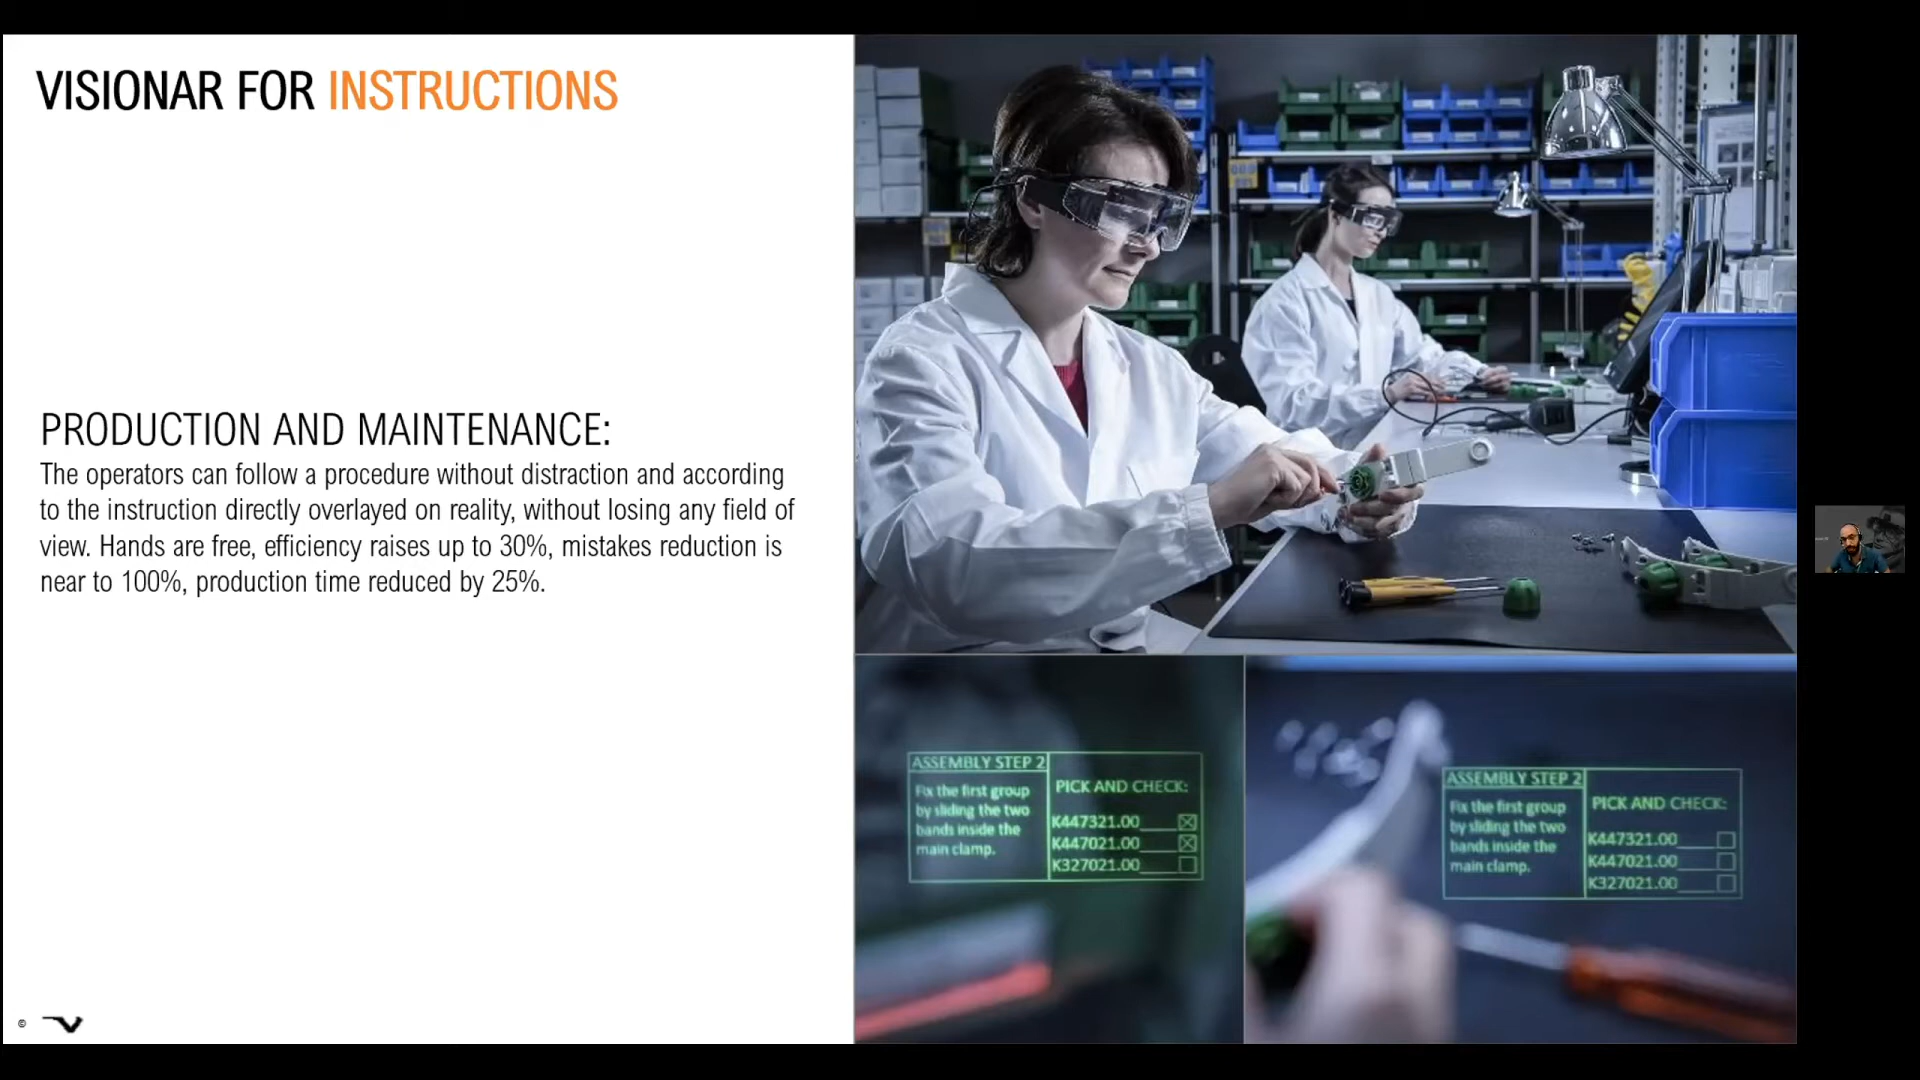 VISIONAR FOR INSTRUCTIONS
PRODUCTION AND MAINTENANCE:
The operators can follow a procedure without distraction and according
to the instruction directly overlayed on reality, without losing any field of
view. Hands are free, efficiency raises up to 30%, mistakes reduction is
near to 100%, production time reduced by 25%.
ASSEMBLY STEP 2
Fix the first group
by sliding the two
bands inside the
main clamp.
PICK AND CHECK:
K447321.00
K447021.00
K327021.00
ASSEMBLY STEP 2
Fix the first group
by sliding the two
bands inside the
main clamp.
PICK AND CHECK:
K447321.00
K447021.00
K327021.00
©